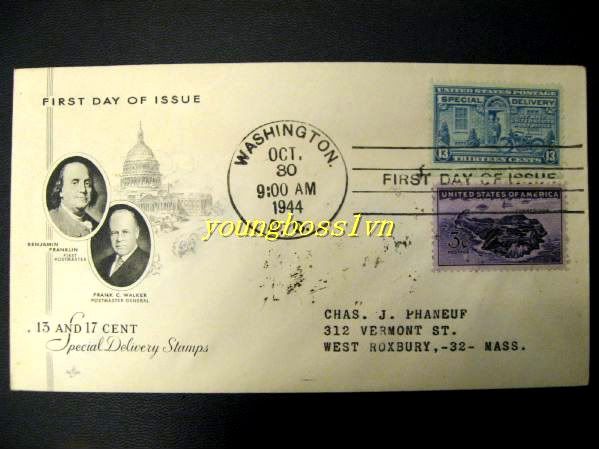 FIRST DAY OF ISSUE
BENJAMIN
FRANKLIN
FIRST
POSTMASTER
FRANK C. WALKER
POSTMASTER GENERAL
13 AND 17 CENT
Special Delivery Stamps
WASHINGTON.
OCT.
30
9:00 AM
1944
youngboss1vn
UNITED STATES POSTAGE
SPECIAL DELIVERY
13 13
THIRTEEN CENTS
FIRST DAY OF ISSUE
UNITED STATES OF AMERICA
3¢
CHAS. J. PHANEUF
312 VERMONT ST.
WEST ROXBURY,-32- MASS.